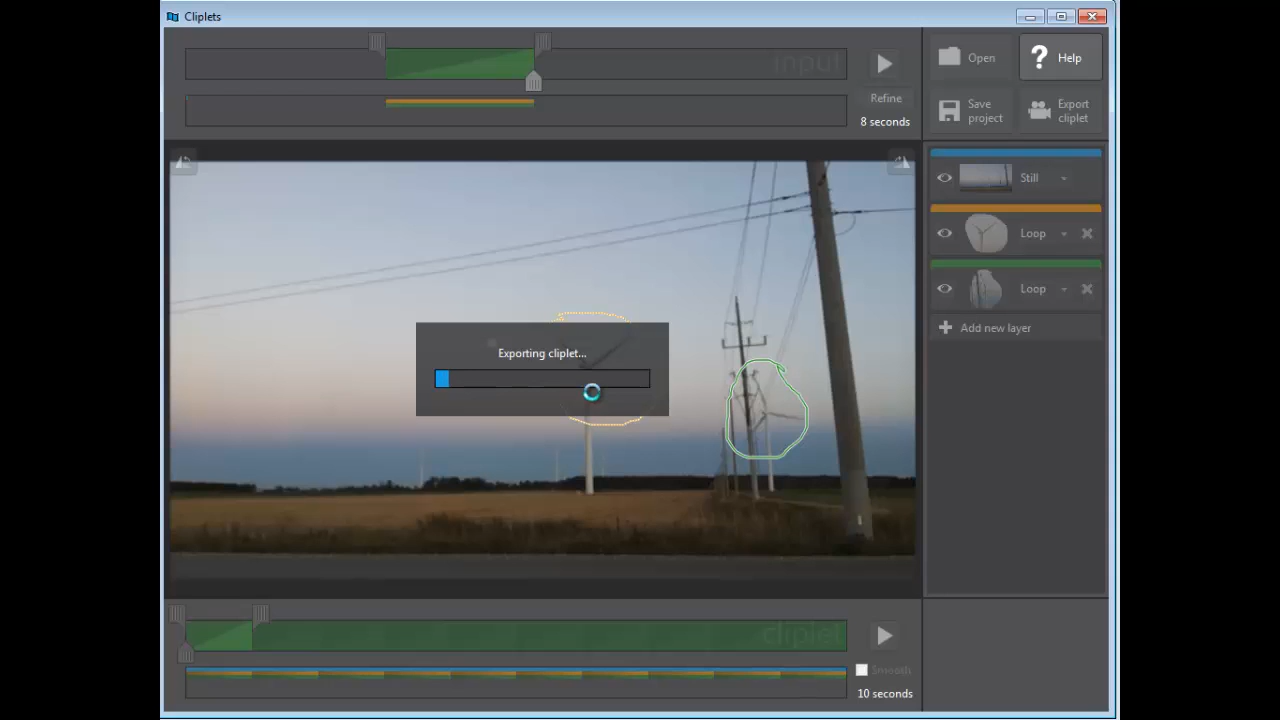 Cliplets
input
Open
Help
Refine
Save
project
Export
cliplet
8 seconds
Still
Loop
Loop
Add new layer
Exporting cliplet...
cliplet
Smooth
10 seconds